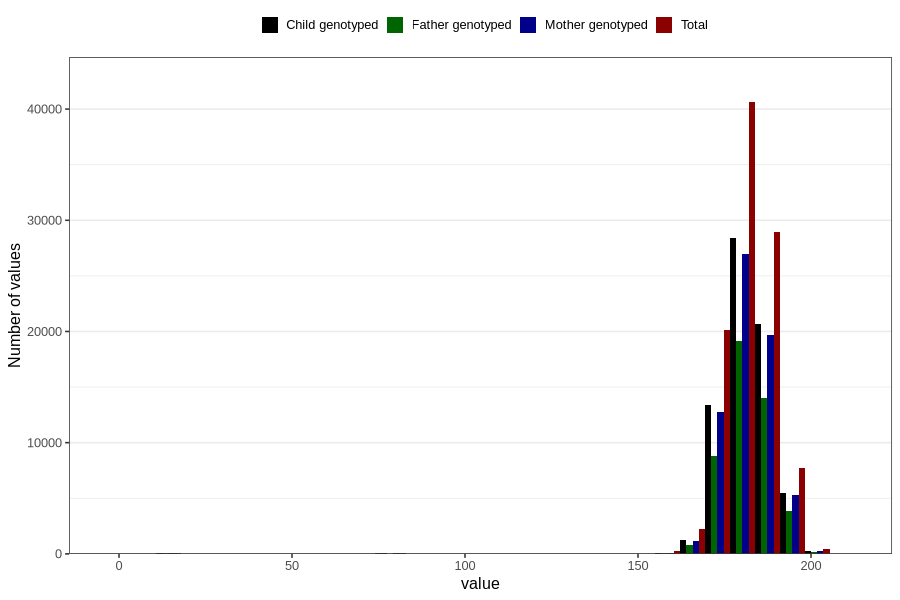 Child genotyped Father genotyped Mother genotyped Total
40000
30000
20000
10000
0
Number of values
0 50 100 150 200
value